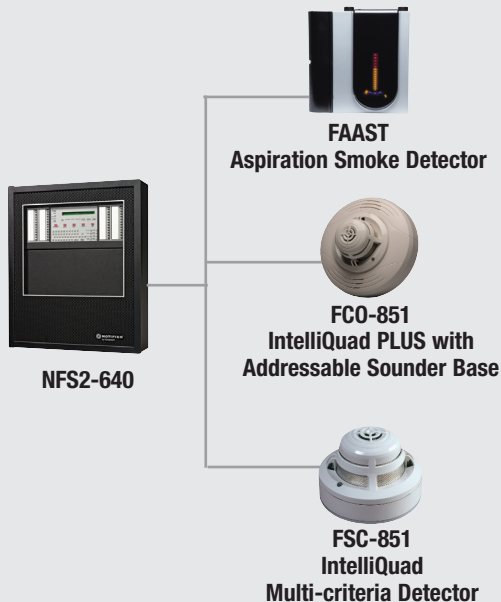 FAAST
Aspiration Smoke Detector
NOTIFIER
NFS2-640
FCO-851
IntelliQuad PLUS with
Addressable Sounder Base
FSC-851
IntelliQuad
Multi-criteria Detector